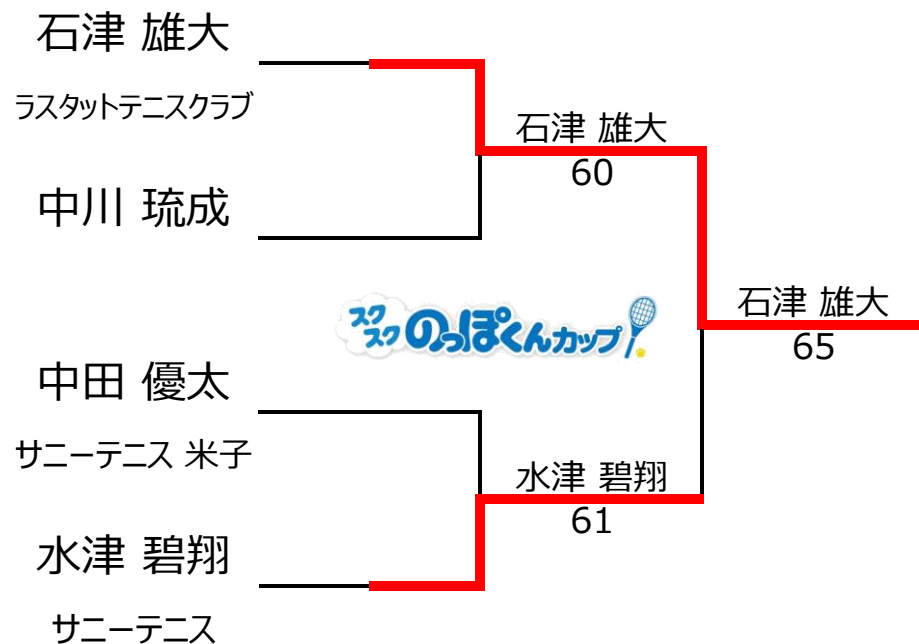 石津 雄大
ラスタットテニスクラブ
石津 雄大
60
中川 琉成
石津 雄大
65
スクスク のっぽくんカップ
中田 優太
サニーテニス 米子
水津 碧翔
61
水津 碧翔
サニーテニス